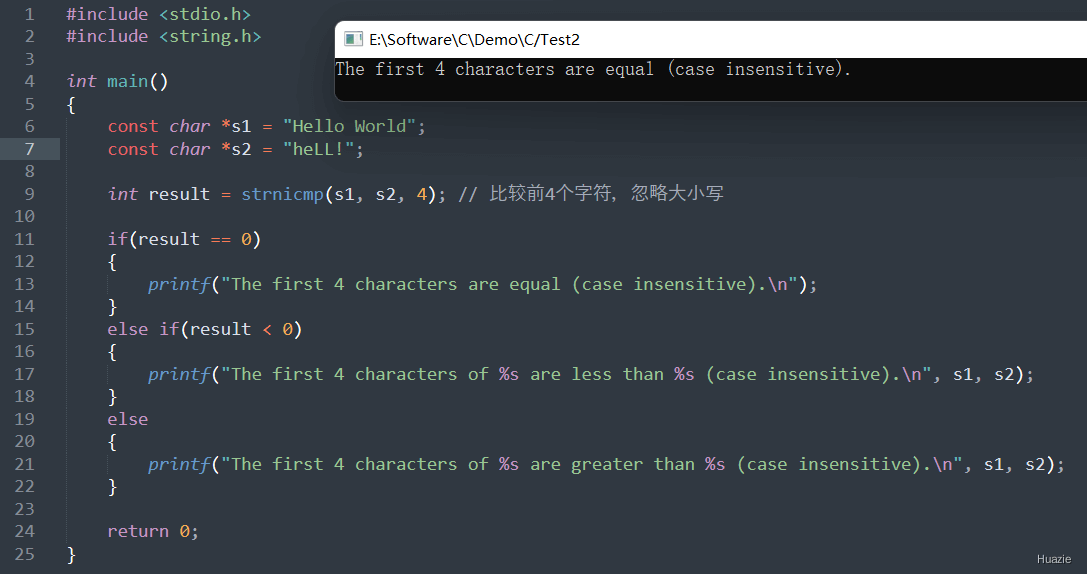 1 #include <stdio.h>
2 #include <string.h>
E:\Software\C\Demo\C/Test2
The first 4 characters are equal (case insensitive).
3
4 int main()
5 {
6     const char *s1 = "Hello World";
7     const char *s2 = "heLL!";
8
9     int result = strnicmp(s1, s2, 4); // 比较前4个字符, 忽略大小写
10
11     if(result == 0)
12     {
13         printf("The first 4 characters are equal (case insensitive).\n");
14     }
15     else if(result < 0)
16     {
17         printf("The first 4 characters of %s are less than %s (case insensitive).\n", s1, s2);
18     }
19     else
20     {
21         printf("The first 4 characters of %s are greater than %s (case insensitive).\n", s1, s2);
22     }
23
24     return 0;
25 }
Huazie